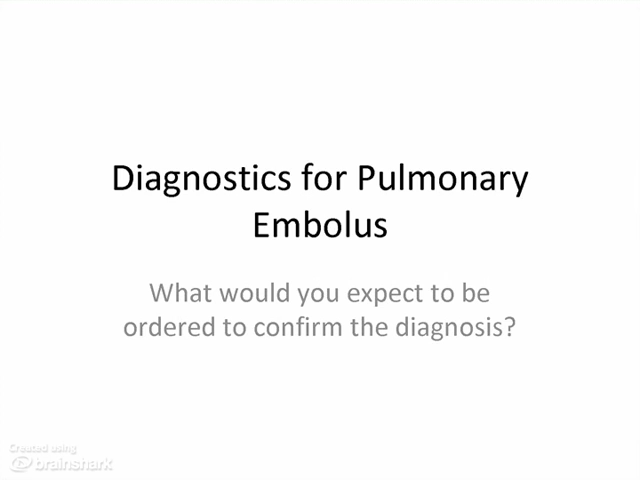 Diagnostics for Pulmonary
Embolus
What would you expect to be
ordered to confirm the diagnosis?
Created using
brainshark